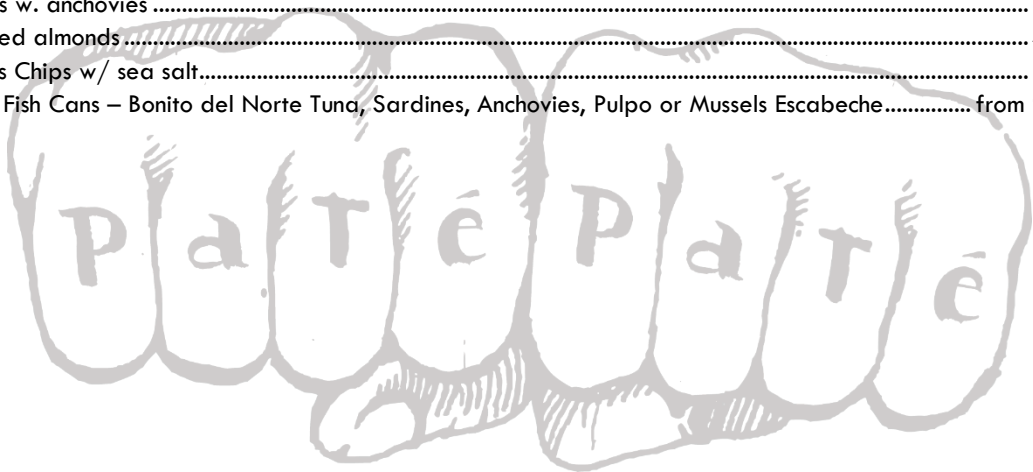 s w. anchovies ........................................
ed almonds ........................................
s Chips w/ sea salt........................................
Fish Cans – Bonito del Norte Tuna, Sardines, Anchovies, Pulpo or Mussels Escabeche............... from
PaTé PaTé